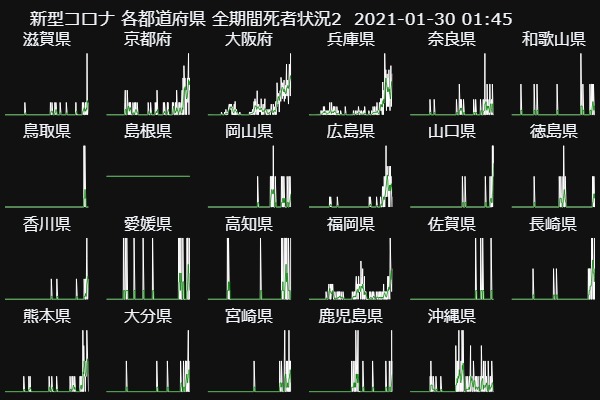 新型コロナ 各都道府県 全期間死者状況2 2021-01-30 01:45
滋賀県 京都府 大阪府 兵庫県 奈良県 和歌山県
鳥取県 島根県 岡山県 広島県 山口県 徳島県
香川県 愛媛県 高知県 福岡県 佐賀県 長崎県
熊本県 大分県 宮崎県 鹿児島県 沖縄県